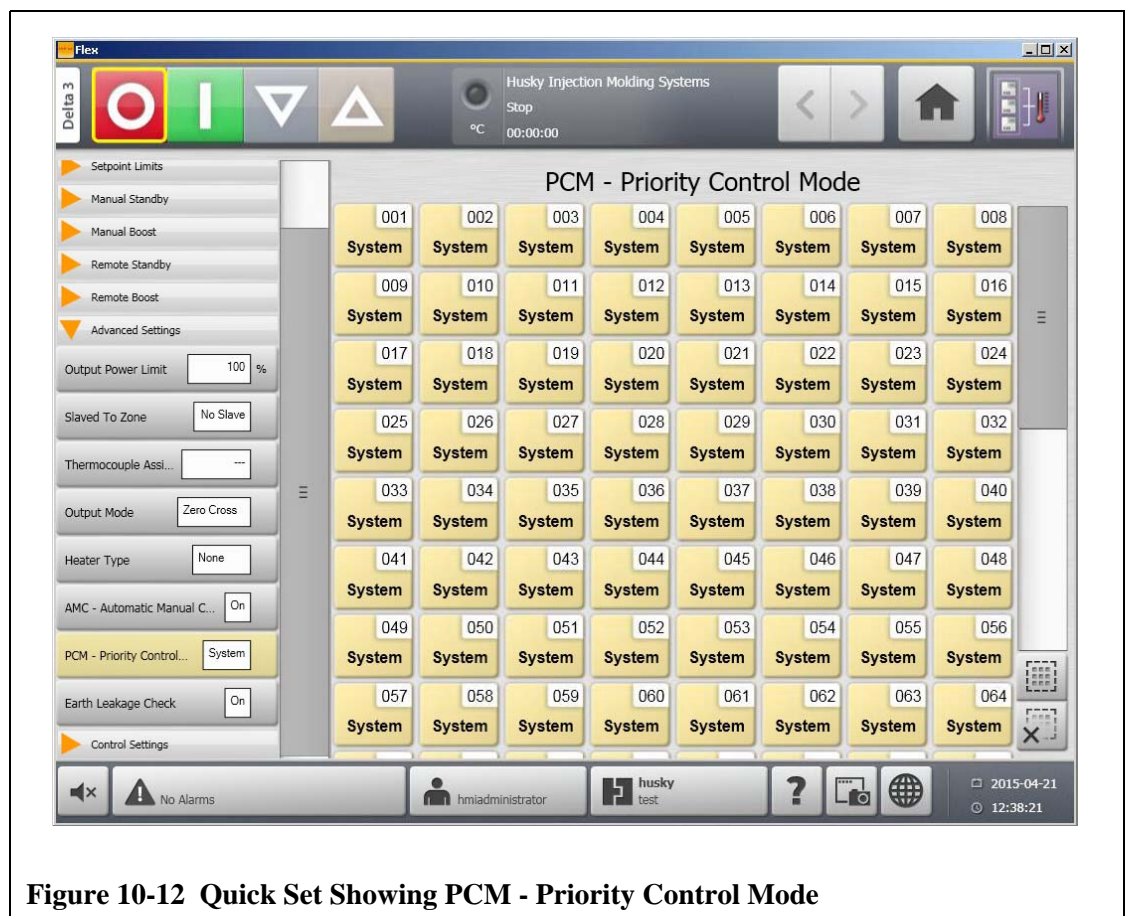 Flex
Delta 3
Husky Injection Molding Systems
Stop
°C
00:00:00
Setpoint Limits
Manual Standby
Manual Boost
Remote Standby
Remote Boost
Advanced Settings
Output Power Limit 100 %
Slaved To Zone No Slave
Thermocouple Assi... ---
Output Mode Zero Cross
Heater Type None
AMC - Automatic Manual C... On
PCM - Priority Control... System
Earth Leakage Check On
Control Settings
PCM - Priority Control Mode
001 002 003 004 005 006 007 008
System System System System System System System System
009 010 011 012 013 014 015 016
System System System System System System System System
017 018 019 020 021 022 023 024
System System System System System System System System
025 026 027 028 029 030 031 032
System System System System System System System System
033 034 035 036 037 038 039 040
System System System System System System System System
041 042 043 044 045 046 047 048
System System System System System System System System
049 050 051 052 053 054 055 056
System System System System System System System System
057 058 059 060 061 062 063 064
System System System System System System System System
No Alarms
hmiadministrator
husky
test
?
2015-04-21
12:38:21
Figure 10-12 Quick Set Showing PCM - Priority Control Mode